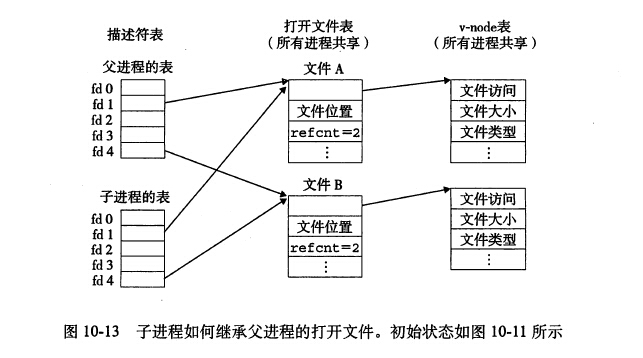 描述符表
打开文件表
（所有进程共享）
v-node表
（所有进程共享）
父进程的表
fd 0
fd 1
fd 2
fd 3
fd 4
文件 A
文件位置
refcnt=2
⋮
文件访问
文件大小
文件类型
⋮
子进程的表
fd 0
fd 1
fd 2
fd 3
fd 4
文件 B
文件位置
refcnt=2
⋮
文件访问
文件大小
文件类型
⋮
图 10-13 子进程如何继承父进程的打开文件。初始状态如图 10-11 所示